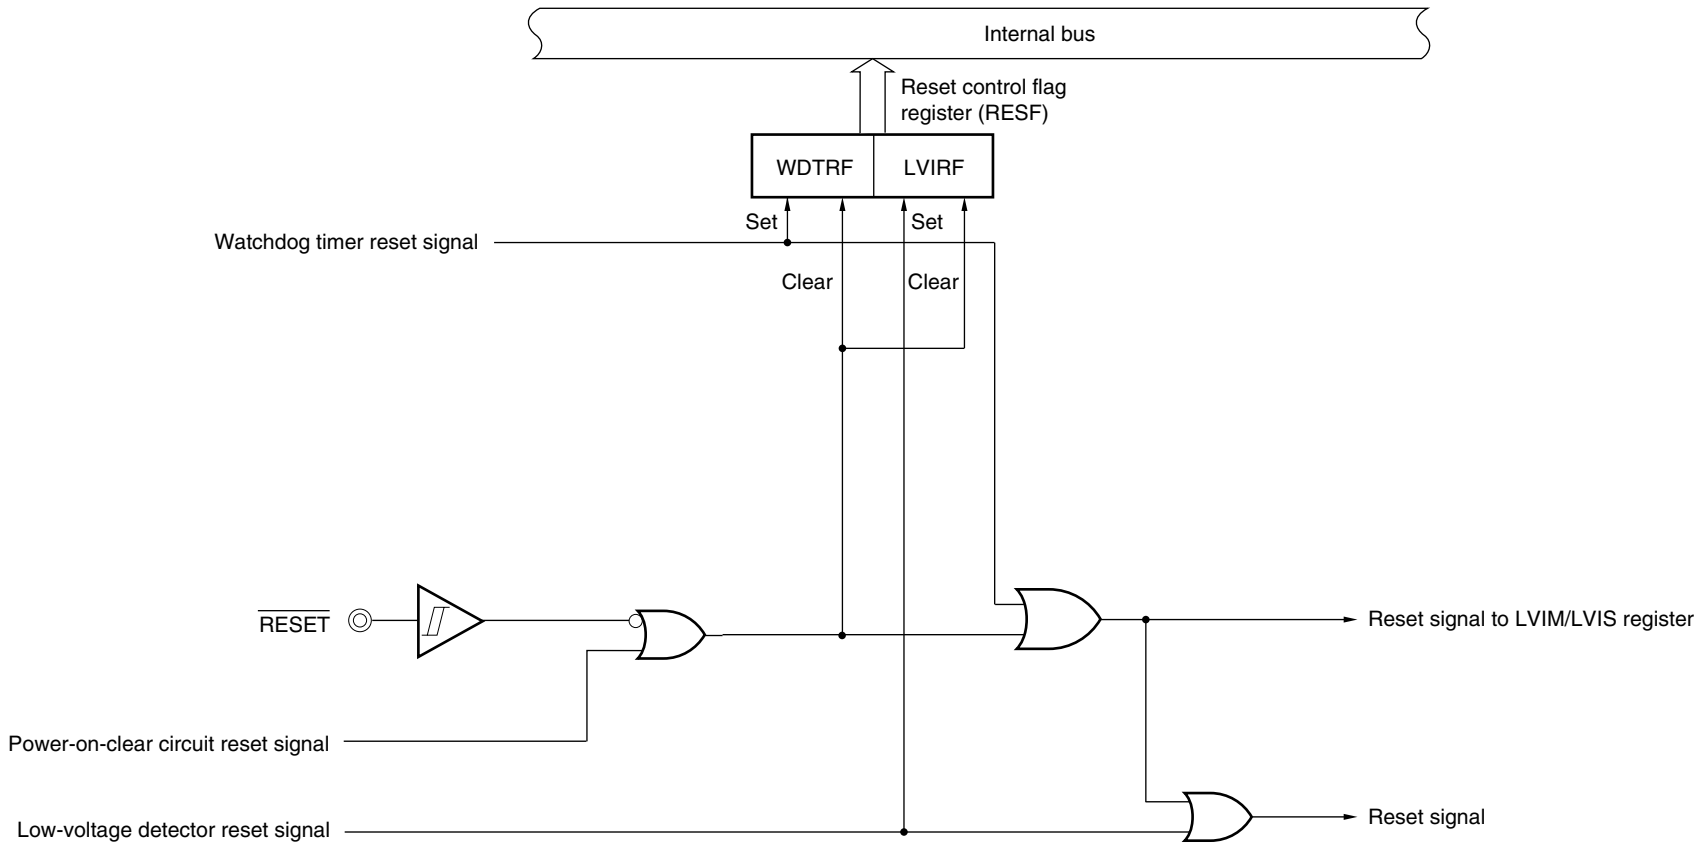 Internal bus
Reset control flag
register (RESF)
WDTRF
LVIRF
Set
Set
Watchdog timer reset signal
Clear
Clear
RESET
Reset signal to LVIM/LVIS register
Power-on-clear circuit reset signal
Low-voltage detector reset signal
Reset signal